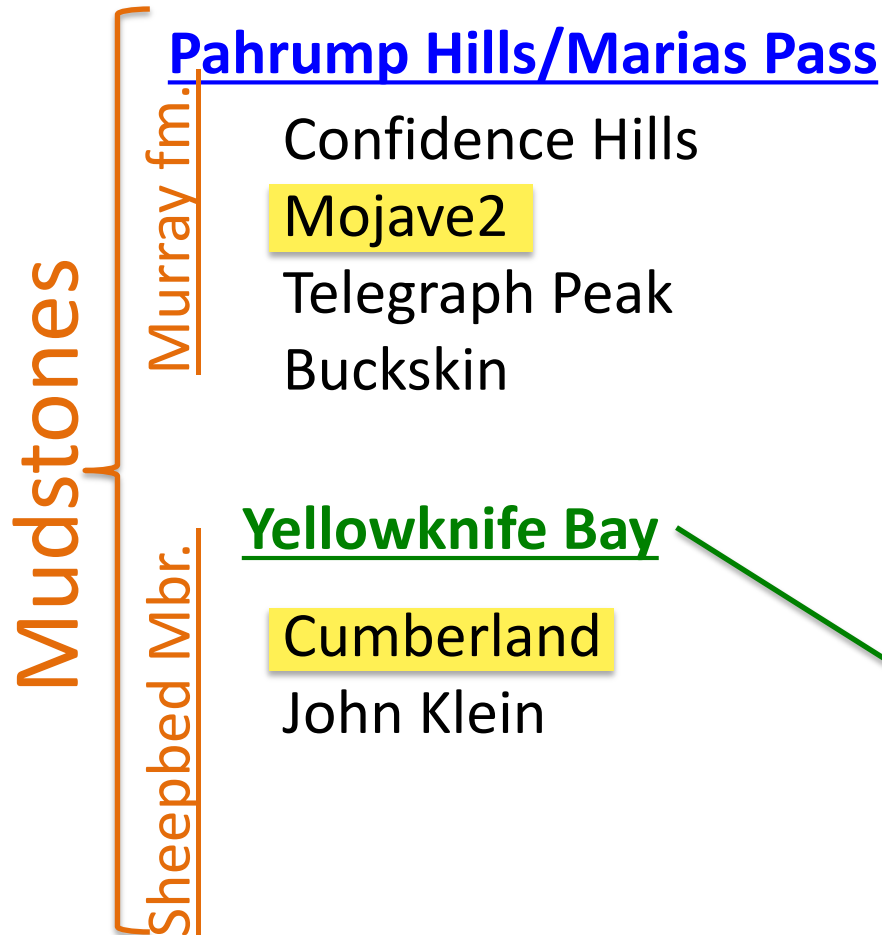 Mudstones
Murray fm.
Pahrump Hills/Marias Pass
Confidence Hills
Mojave2
Telegraph Peak
Buckskin
Sheepbed Mbr.
Yellowknife Bay
Cumberland
John Klein